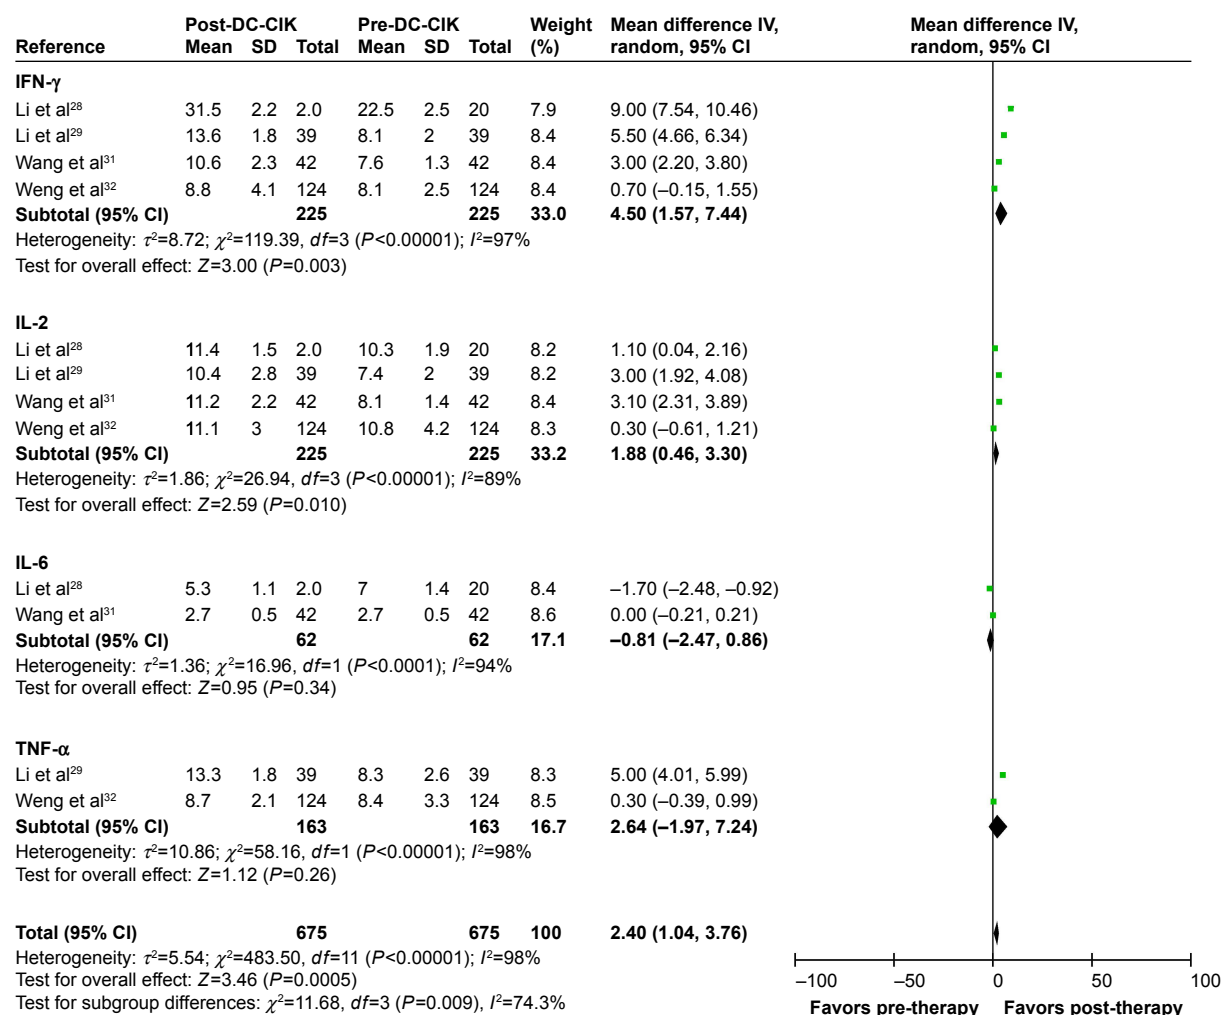 Post-DC-CIK Pre-DC-CIK Weight Mean difference IV, Mean difference IV,
Reference Mean SD Total Mean SD Total (%) random, 95% CI random, 95% CI
IFN-γ
Li et al28 31.5 2.2 2.0 22.5 2.5 20 7.9 9.00 (7.54, 10.46)
Li et al29 13.6 1.8 39 8.1 2 39 8.4 5.50 (4.66, 6.34)
Wang et al31 10.6 2.3 42 7.6 1.3 42 8.4 3.00 (2.20, 3.80)
Weng et al32 8.8 4.1 124 8.1 2.5 124 8.4 0.70 (–0.15, 1.55)
Subtotal (95% CI) 225 225 33.0 4.50 (1.57, 7.44)
Heterogeneity: τ²=8.72; χ²=119.39, df=3 (P<0.00001); I²=97%
Test for overall effect: Z=3.00 (P=0.003)
IL-2
Li et al28 11.4 1.5 2.0 10.3 1.9 20 8.2 1.10 (0.04, 2.16)
Li et al29 10.4 2.8 39 7.4 2 39 8.2 3.00 (1.92, 4.08)
Wang et al31 11.2 2.2 42 8.1 1.4 42 8.4 3.10 (2.31, 3.89)
Weng et al32 11.1 3 124 10.8 4.2 124 8.3 0.30 (–0.61, 1.21)
Subtotal (95% CI) 225 225 33.2 1.88 (0.46, 3.30)
Heterogeneity: τ²=1.86; χ²=26.94, df=3 (P<0.00001); I²=89%
Test for overall effect: Z=2.59 (P=0.010)
IL-6
Li et al28 5.3 1.1 2.0 7 1.4 20 8.4 –1.70 (–2.48, –0.92)
Wang et al31 2.7 0.5 42 2.7 0.5 42 8.6 0.00 (–0.21, 0.21)
Subtotal (95% CI) 62 62 17.1 –0.81 (–2.47, 0.86)
Heterogeneity: τ²=1.36; χ²=16.96, df=1 (P<0.0001); I²=94%
Test for overall effect: Z=0.95 (P=0.34)
TNF-α
Li et al29 13.3 1.8 39 8.3 2.6 39 8.3 5.00 (4.01, 5.99)
Weng et al32 8.7 2.1 124 8.4 3.3 124 8.5 0.30 (–0.39, 0.99)
Subtotal (95% CI) 163 163 16.7 2.64 (–1.97, 7.24)
Heterogeneity: τ²=10.86; χ²=58.16, df=1 (P<0.00001); I²=98%
Test for overall effect: Z=1.12 (P=0.26)
Total (95% CI) 675 675 100 2.40 (1.04, 3.76)
Heterogeneity: τ²=5.54; χ²=483.50, df=11 (P<0.00001); I²=98%
Test for overall effect: Z=3.46 (P=0.0005)
Test for subgroup differences: χ²=11.68, df=3 (P=0.009), I²=74.3%
–100 –50 0 50 100
Favors pre-therapy Favors post-therapy